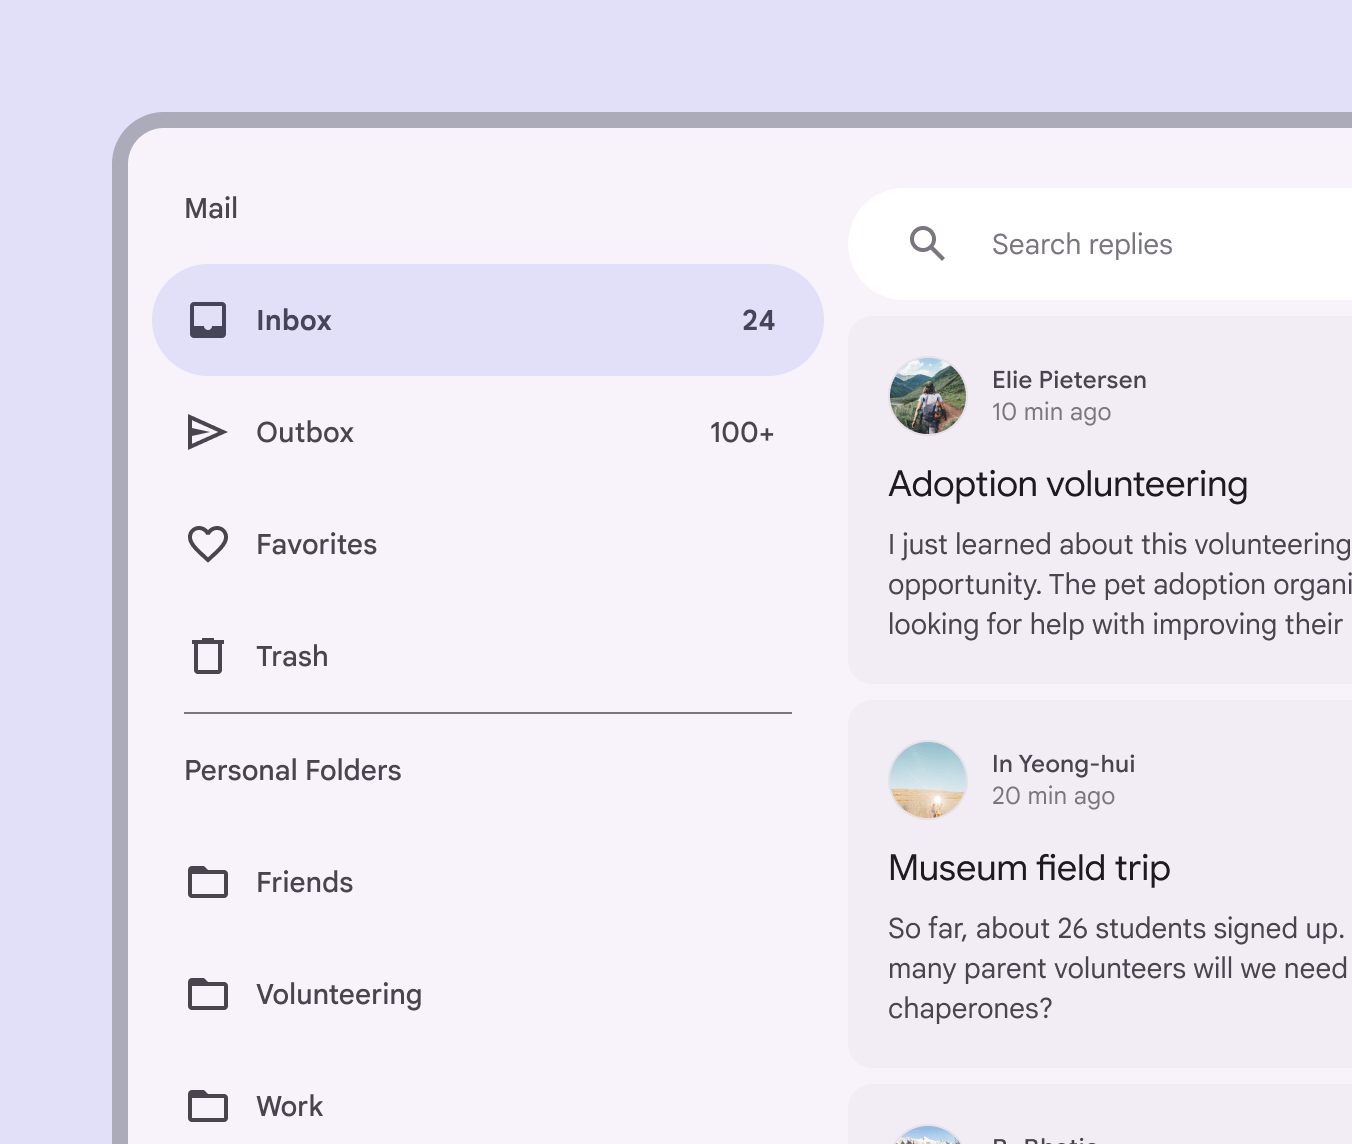 Mail
Inbox 24
Outbox 100+
Favorites
Trash
Personal Folders
Friends
Volunteering
Work
Search replies
Elie Pietersen
10 min ago
Adoption volunteering
I just learned about this volunteering
opportunity. The pet adoption organi
looking for help with improving their
In Yeong-hui
20 min ago
Museum field trip
So far, about 26 students signed up.
many parent volunteers will we need
chaperones?